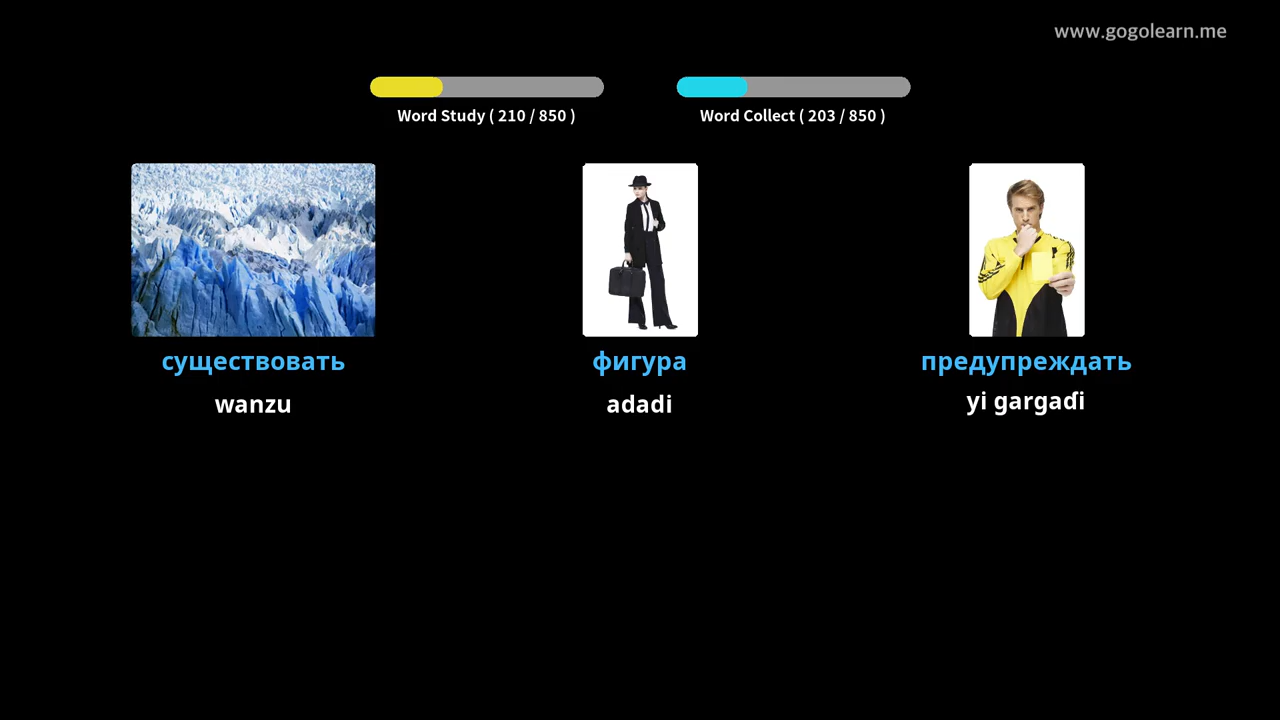 www.gogolearn.me
Word Study ( 210 / 850 )
Word Collect ( 203 / 850 )
существовать
фигура
предупреждать
wanzu
adadi
yi gargaɗi